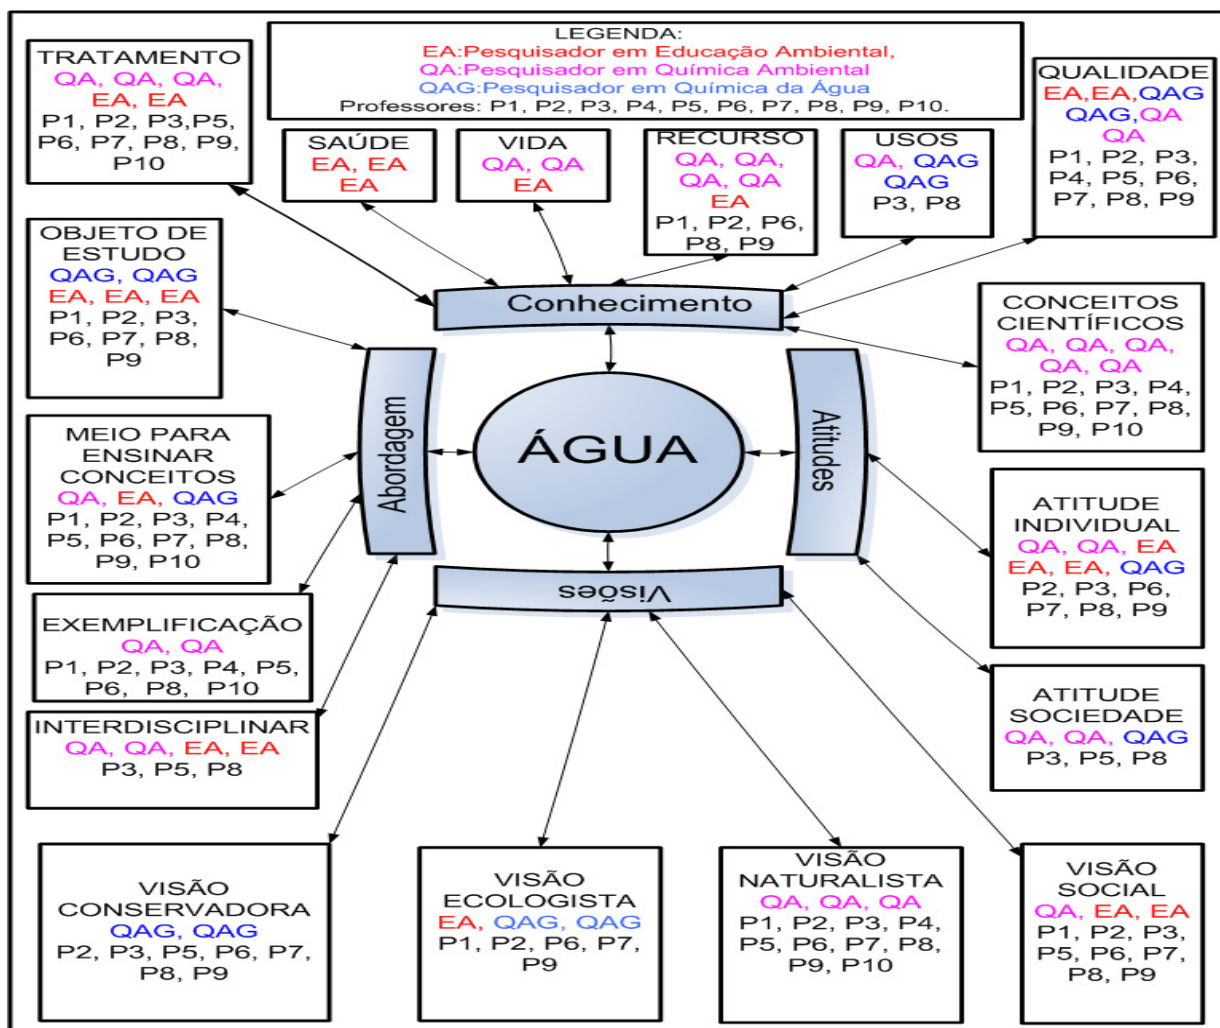 LEGENDA:
EA:Pesquisador em Educação Ambiental,
QA:Pesquisador em Química Ambiental
QAG:Pesquisador em Química da Água
Professores: P1, P2, P3, P4, P5, P6, P7, P8, P9, P10.
TRATAMENTO
QA, QA, QA,
EA, EA
P1, P2, P3,P5,
P6, P7, P8, P9,
P10
SAÚDE
EA, EA
EA
VIDA
QA, QA
EA
RECURSO
QA, QA,
QA, QA
EA
P1, P2, P6,
P8, P9
USOS
QA, QAG
QAG
P3, P8
QUALIDADE
EA,EA,QAG
QAG,QA
QA
P1, P2, P3,
P4, P5, P6,
P7, P8, P9
OBJETO DE
ESTUDO
QAG, QAG
EA, EA, EA
P1, P2, P3,
P6, P7, P8,
P9
Conhecimento
CONCEITOS
CIENTÍFICOS
QA, QA, QA,
QA, QA
P1, P2, P3, P4,
P5, P6, P7, P8,
P9, P10
Abordagem
ÁGUA
Atitudes
MEIO PARA
ENSINAR
CONCEITOS
QA, EA, QAG
P1, P2, P3, P4,
P5, P6, P7, P8,
P9, P10
ATITUDE
INDIVIDUAL
QA, QA, EA
EA, EA, QAG
P2, P3, P6,
P7, P8, P9
Visões
EXEMPLIFICAÇÃO
QA, QA
P1, P2, P3, P4, P5,
P6, P8, P10
INTERDISCIPLINAR
QA, QA, EA, EA
P3, P5, P8
ATITUDE
SOCIEDADE
QA, QA, QAG
P3, P5, P8
VISÃO
CONSERVADORA
QAG, QAG
P2, P3, P5, P6, P7,
P8, P9
VISÃO
ECOLOGISTA
EA, QAG, QAG
P1, P2, P6, P7,
P9
VISÃO
NATURALISTA
QA, QA, QA
P1, P2, P3, P4,
P5, P6, P7, P8,
P9, P10
VISÃO
SOCIAL
QA, EA, EA
P1, P2, P3,
P5, P6, P7,
P8, P9